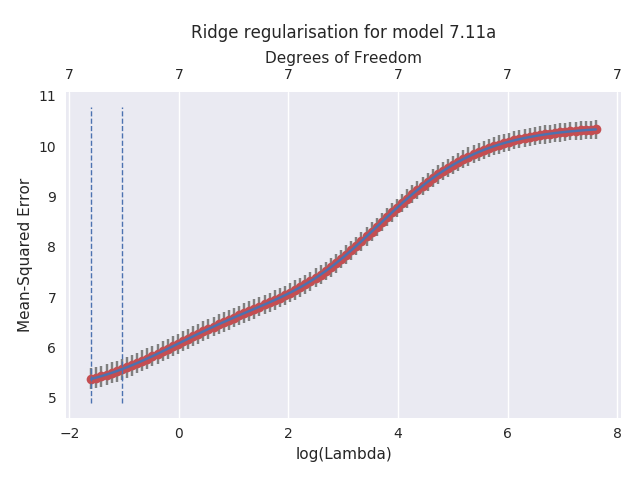 Ridge regularisation for model 7.11a
Degrees of Freedom
7 7 7 7 7 7
11
10
9
8
7
6
5
Mean-Squared Error
−2 0 2 4 6 8
log(Lambda)